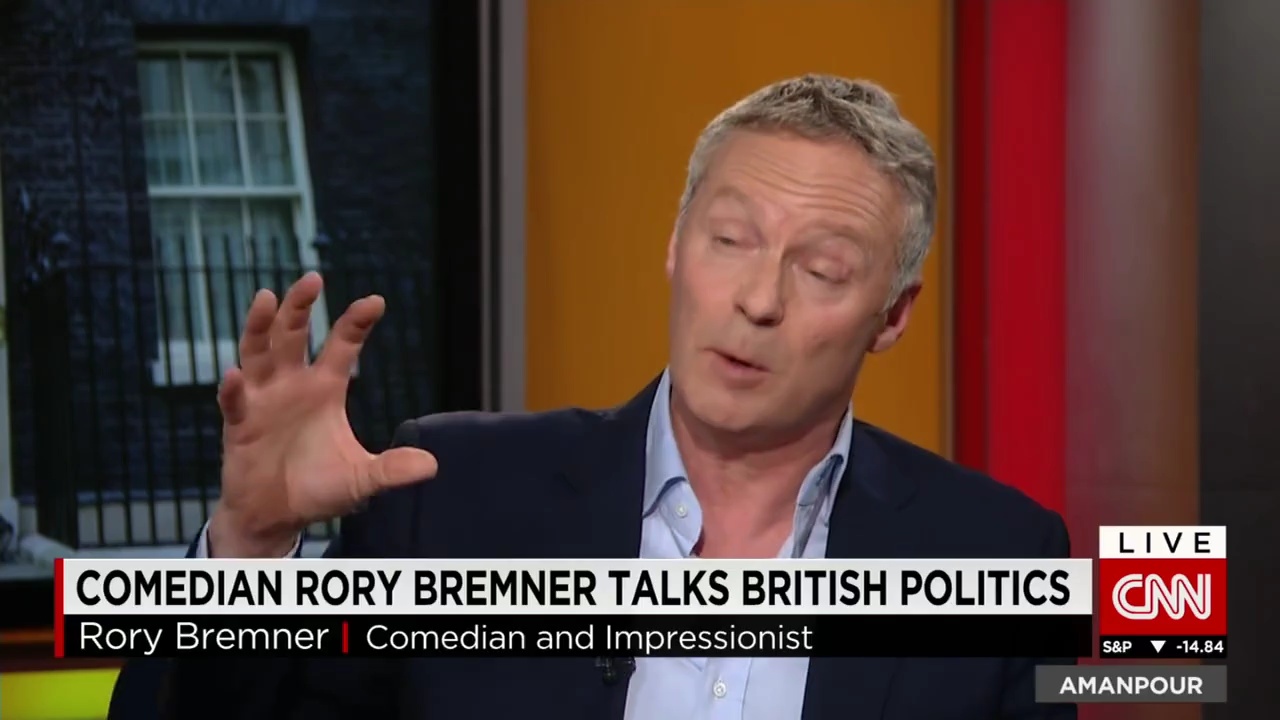 COMEDIAN RORY BREMNER TALKS BRITISH POLITICS
Rory Bremner | Comedian and Impressionist
LIVE
CNN
S&P ▼ -14.84
AMANPOUR